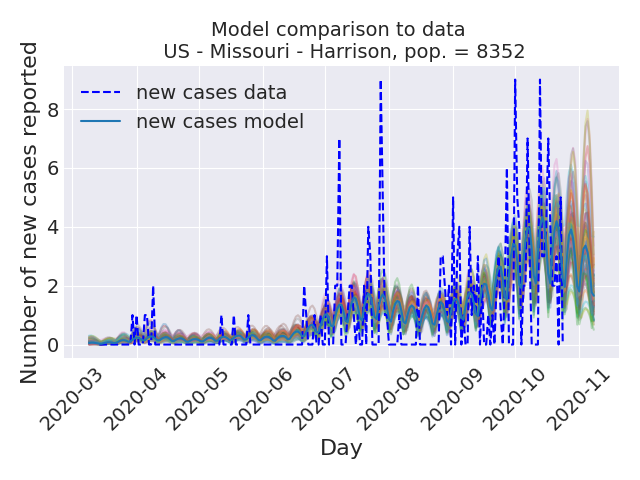 Model comparison to data
US - Missouri - Harrison, pop. = 8352
Number of new cases reported
new cases data
new cases model
8
6
4
2
0
2020-03
2020-04
2020-05
2020-06
2020-07
2020-08
2020-09
2020-10
2020-11
Day